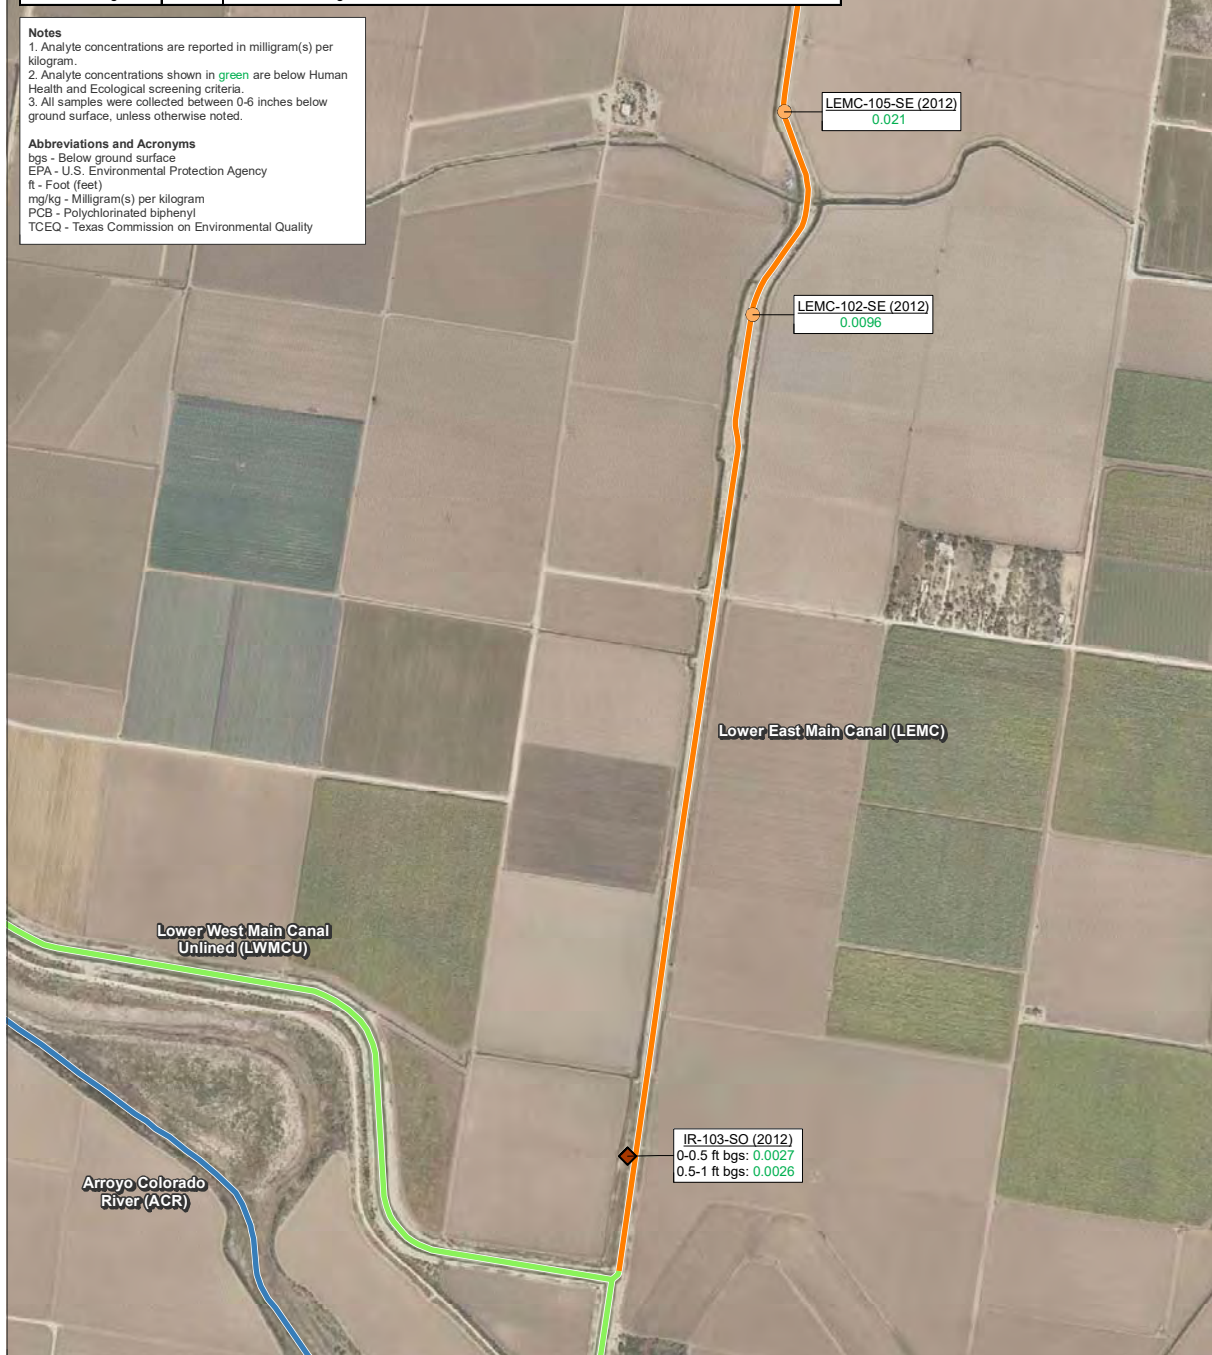 Notes
1. Analyte concentrations are reported in milligram(s) per
kilogram.
2. Analyte concentrations shown in green are below Human
Health and Ecological screening criteria.
3. All samples were collected between 0-6 inches below
ground surface, unless otherwise noted.
Abbreviations and Acronyms
bgs - Below ground surface
EPA - U.S. Environmental Protection Agency
ft - Foot (feet)
mg/kg - Milligram(s) per kilogram
PCB - Polychlorinated biphenyl
TCEQ - Texas Commission on Environmental Quality
LEMC-105-SE (2012)
0.021
LEMC-102-SE (2012)
0.0096
Lower East Main Canal (LEMC)
Lower West Main Canal
Unlined (LWMCU)
IR-103-SO (2012)
0-0.5 ft bgs: 0.0027
0.5-1 ft bgs: 0.0026
Arroyo Colorado
River (ACR)